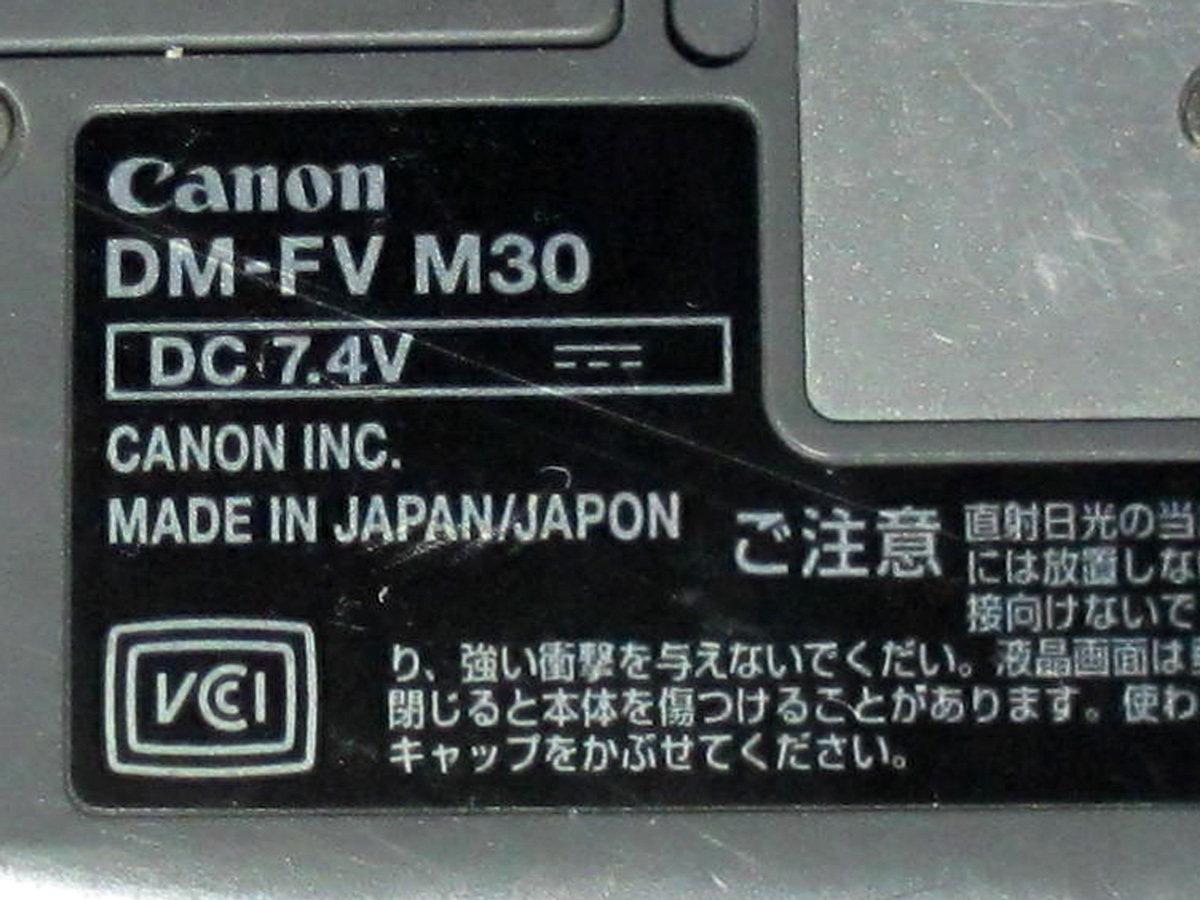 Canon
DM-FV M30
DC 7.4V
CANON INC.
MADE IN JAPAN/JAPON
ご注意
直射日光の当
には放置しな
接向けないで
り、強い衝撃を与えないでくだい。液晶画面は
閉じると本体を傷つけることがあります。使わ
キャップをかぶせてください。
VCCI